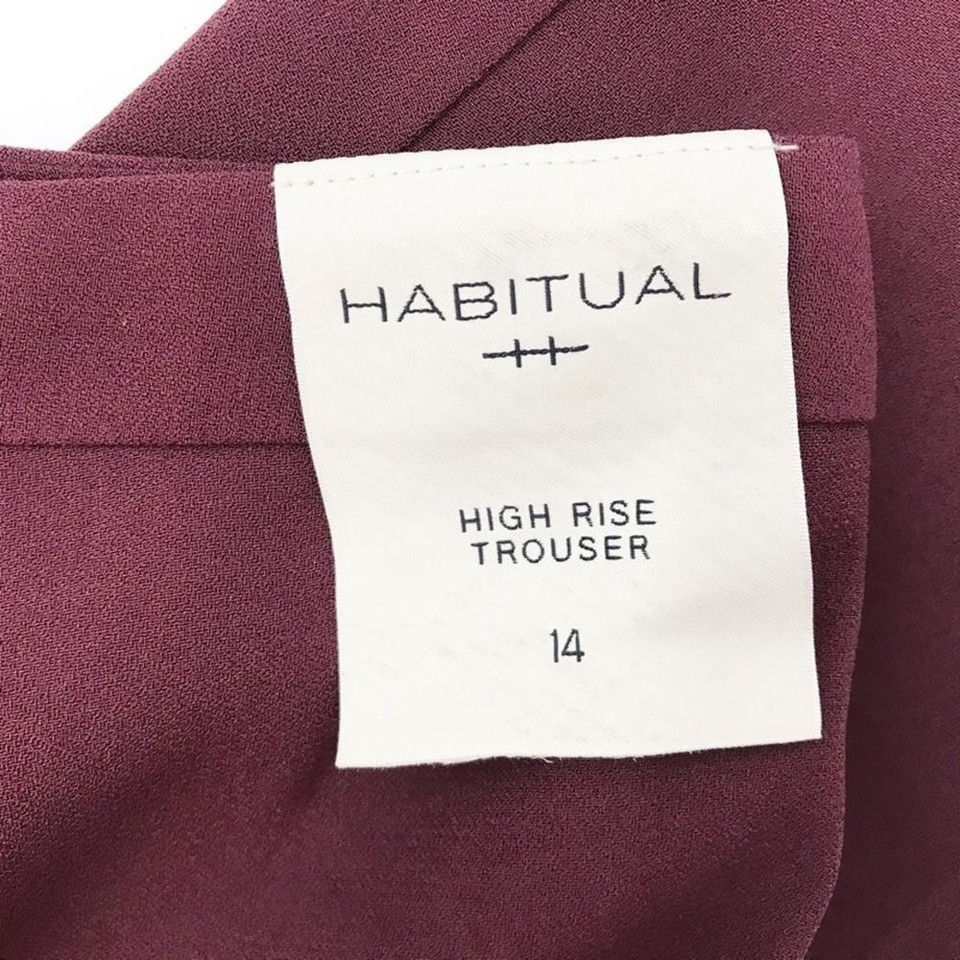 HABITUAL
HIGH RISE
TROUSER
14